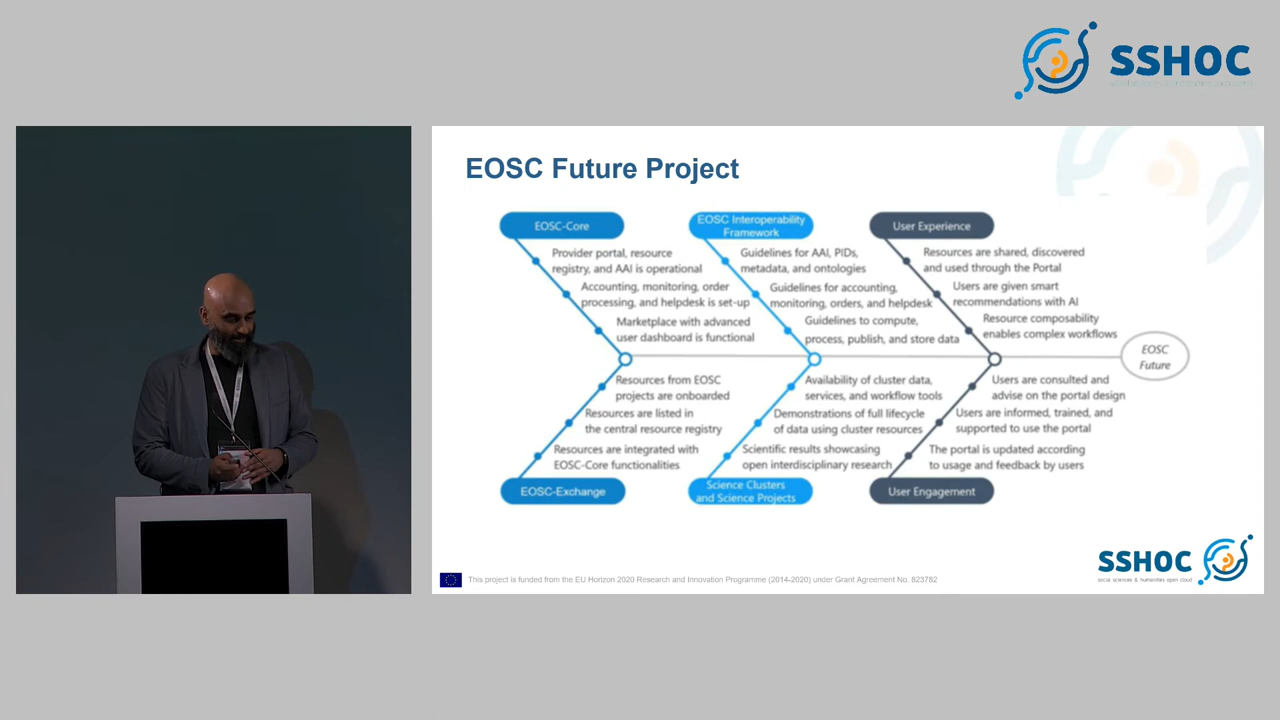 SSHOC
EOSC Future Project
EOSC-Core
Provider portal, resource
registry, and AAI is operational
Accounting, monitoring, order
processing, and helpdesk is set-up
Marketplace with advanced
user dashboard is functional
EOSC Interoperability
Framework
Guidelines for AAI, PIDs,
metadata, and ontologies
Guidelines for accounting,
monitoring, orders, and helpdesk
Guidelines to compute,
process, publish, and store data
User Experience
Resources are shared, discovered
and used through the Portal
Users are given smart
recommendations with AI
Resource composability
enables complex workflows
EOSC
Future
Resources from EOSC
projects are onboarded
Resources are listed in
the central resource registry
Resources are integrated with
EOSC-Core functionalities
EOSC-Exchange
Availability of cluster data,
services, and workflow tools
Demonstrations of full lifecycle
of data using cluster resources
Scientific results showcasing
open interdisciplinary research
Science Clusters
and Science Projects
Users are consulted and
advise on the portal design
Users are informed, trained, and
supported to use the portal
The portal is updated according
to usage and feedback by users
User Engagement
This project is funded from the EU Horizon 2020 Research and Innovation Programme (2014-2020) under Grant Agreement No. 823782
SSHOC
social sciences & humanities open cloud